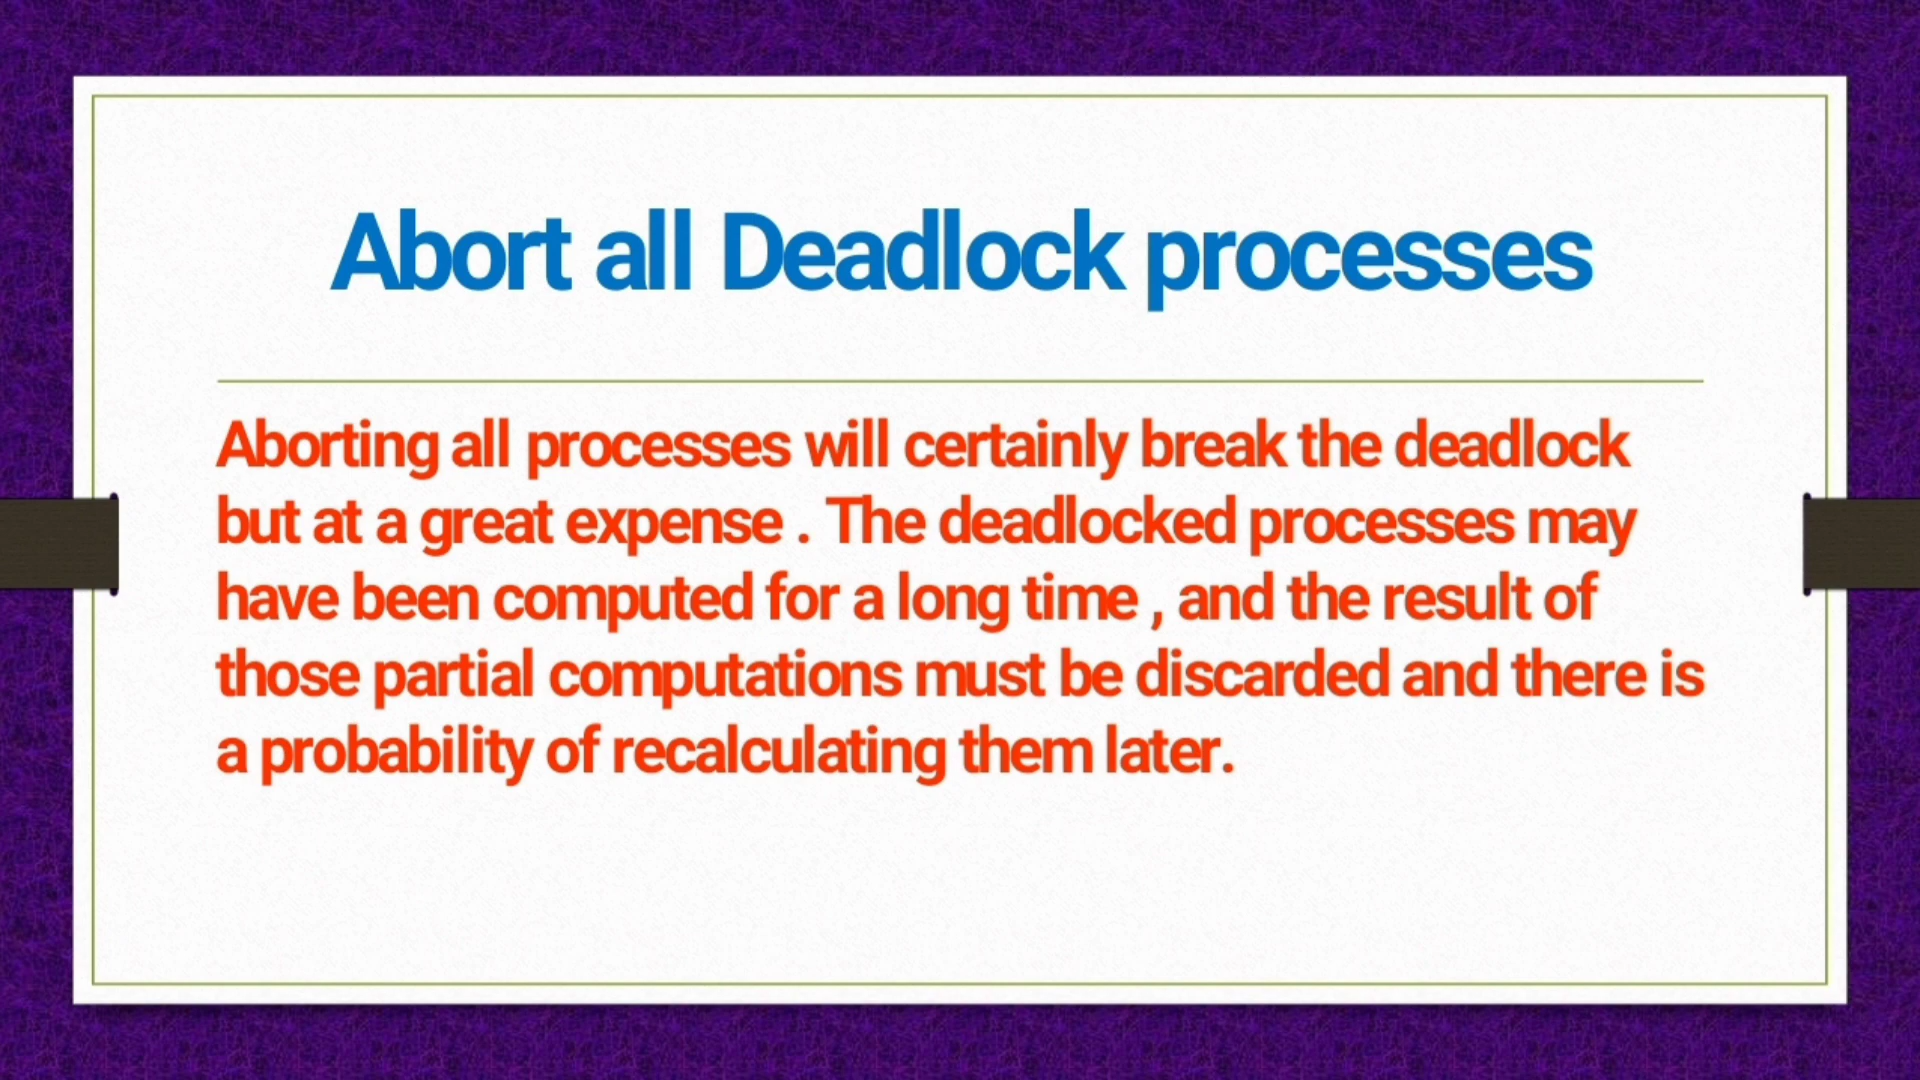 Abort all Deadlock processes
Aborting all processes will certainly break the deadlock
but at a great expense . The deadlocked processes may
have been computed for a long time , and the result of
those partial computations must be discarded and there is
a probability of recalculating them later.